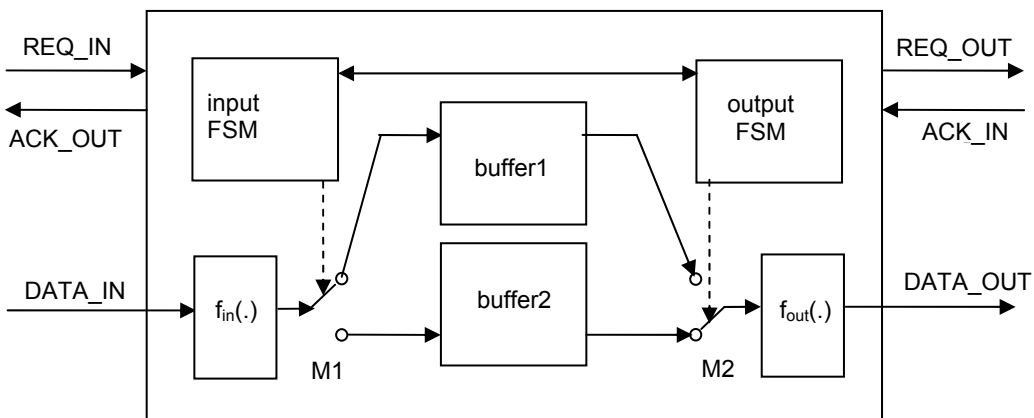 REQ_IN
REQ_OUT
input
FSM
output
FSM
ACK_OUT
ACK_IN
buffer1
buffer2
DATA_IN
DATA_OUT
fin(.)
fout(.)
M1
M2